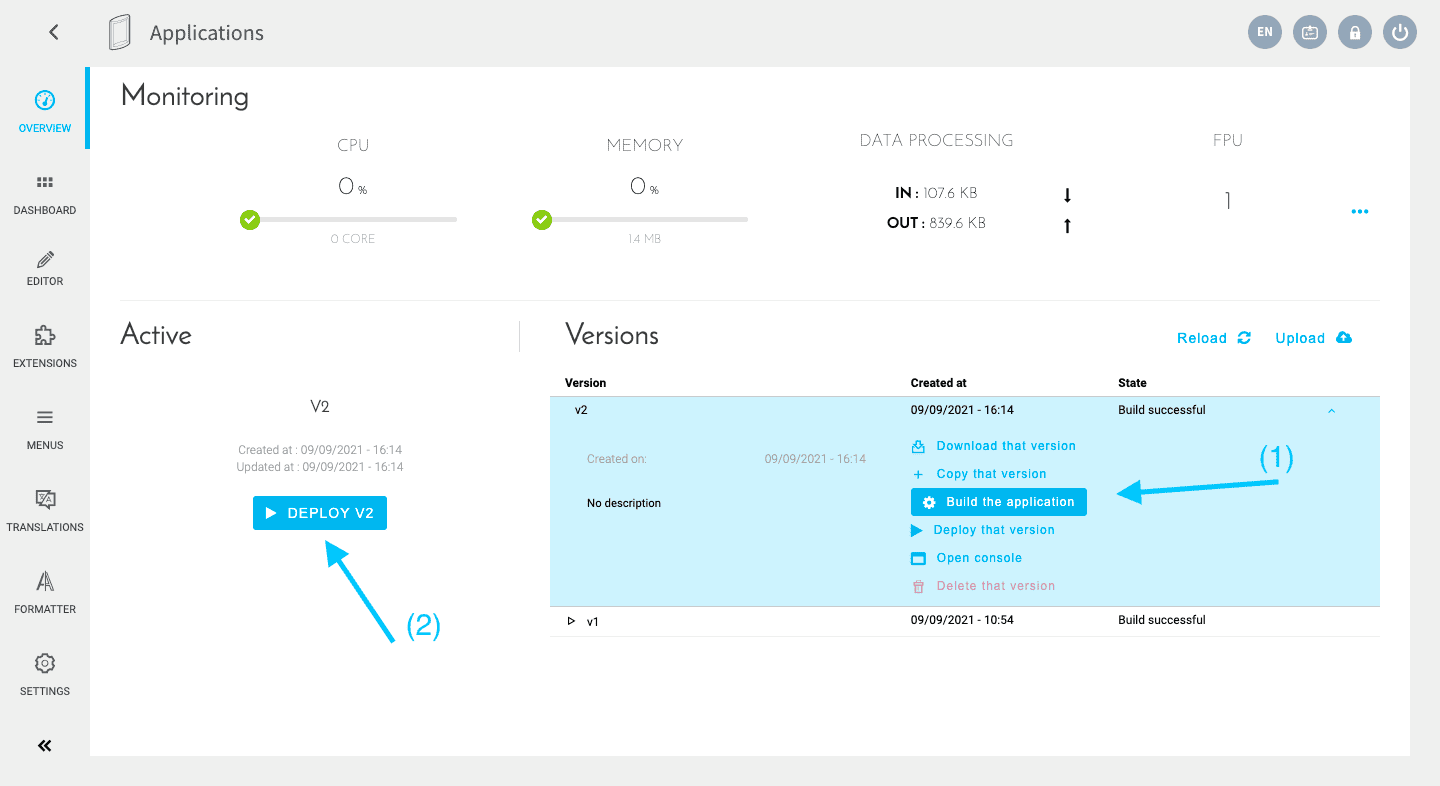 Applications
EN
OVERVIEW
DASHBOARD
EDITOR
EXTENSIONS
MENUS
TRANSLATIONS
FORMATTER
SETTINGS
Monitoring
CPU
0 %
0 CORE
MEMORY
0 %
1.4 MB
DATA PROCESSING
IN : 107.6 KB
OUT : 839.6 KB
FPU
1
Active
V2
Created at : 09/09/2021 - 16:14
Updated at : 09/09/2021 - 16:14
DEPLOY V2
(2)
Versions
Reload
Upload
Version Created at State
v2 09/09/2021 - 16:14 Build successful
Created on: 09/09/2021 - 16:14
No description
Download that version
Copy that version
Build the application
Deploy that version
Open console
Delete that version
(1)
v1 09/09/2021 - 10:54 Build successful